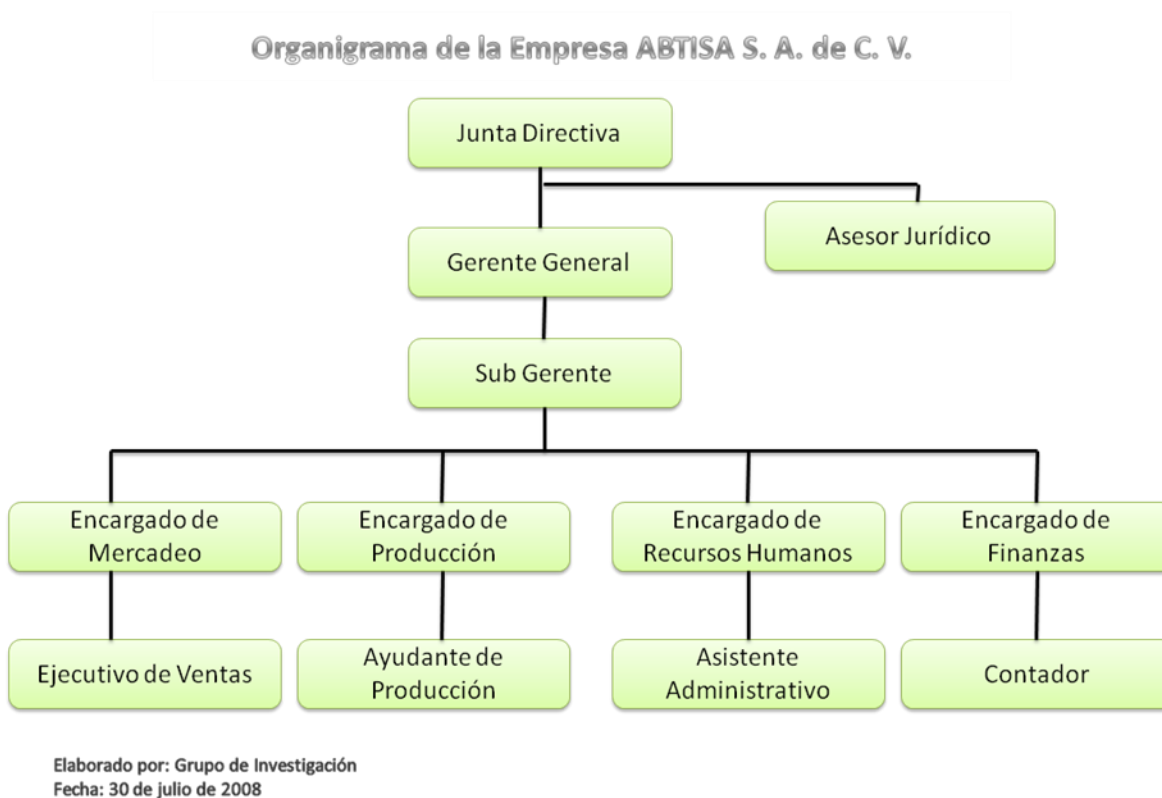 Organigrama de la Empresa ABTISA S. A. de C. V.
Junta Directiva
Asesor Jurídico
Gerente General
Sub Gerente
Encargado de
Mercadeo
Encargado de
Producción
Encargado de
Recursos Humanos
Encargado de
Finanzas
Ejecutivo de Ventas
Ayudante de
Producción
Asistente
Administrativo
Contador
Elaborado por: Grupo de Investigación
Fecha: 30 de julio de 2008